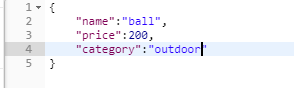 1 {
2 "name":"ball",
3 "price":200,
4 "category":"outdoor"
5 }